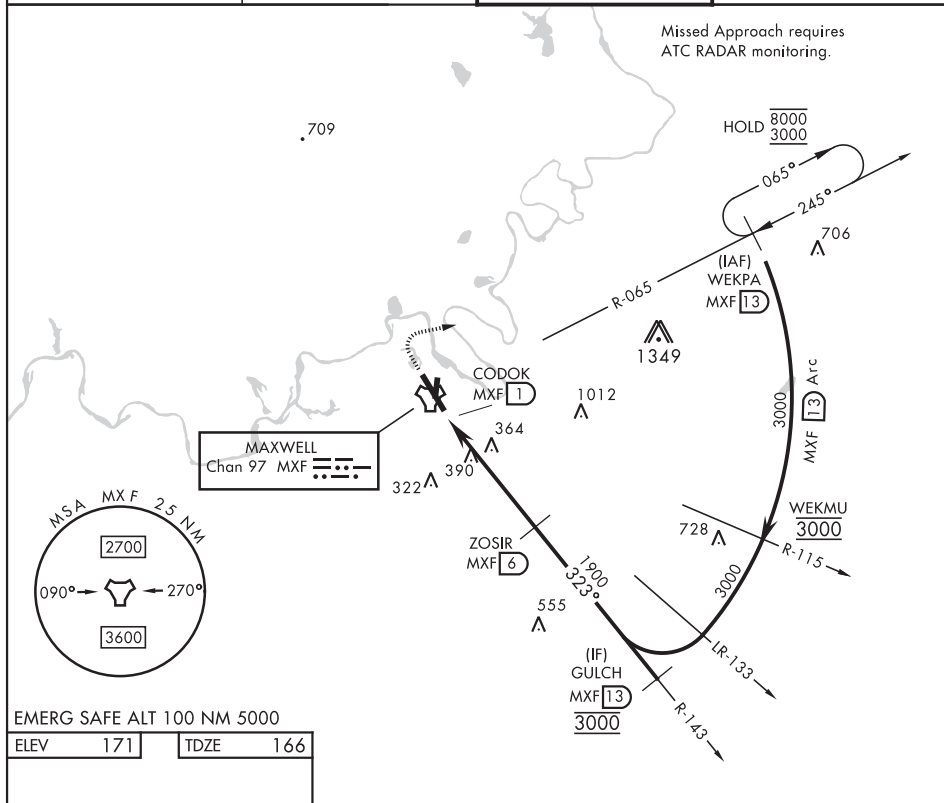 Missed Approach requires
ATC RADAR monitoring.
709
HOLD 8000
3000
065°
245°
706
(IAF)
WEKPA
MXF 13
R-065
1349
CODOK
MXF 1
1012
364
390
322
3000
MXF 13 Arc
MAXWELL
Chan 97 MXF
WEKMU
3000
728
R-115
ZOSIR
MXF 6
1900
323°
3000
555
LR-133
(IF)
GULCH
MXF 13
3000
R-143
MSA MXF 25 NM
2700
090°
270°
3600
EMERG SAFE ALT 100 NM 5000
ELEV 171
TDZE 166